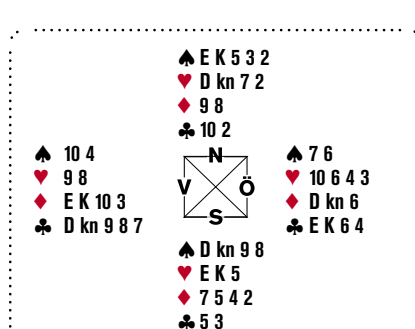 ♠ E K 5 3 2
♥ D kn 7 2
♦ 9 8
♣ 10 2
♠ 10 4
♥ 9 8
♦ E K 10 3
♣ D kn 9 8 7
N
V Ö
S
♠ 7 6
♥ 10 6 4 3
♦ D kn 6
♣ E K 6 4
♠ D kn 9 8
♥ E K 5
♦ 7 5 4 2
♣ 5 3